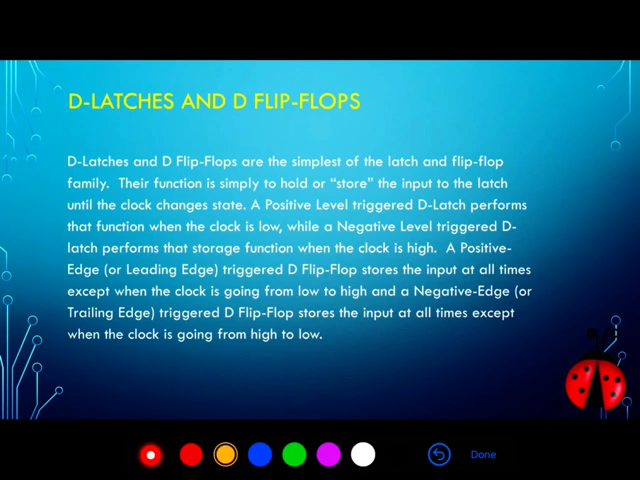 D-LATCHES AND D FLIP-FLOPS
D-Latches and D Flip-Flops are the simplest of the latch and flip-flop
family.  Their function is simply to hold or “store” the input to the latch
until the clock changes state. A Positive Level triggered D-Latch performs
that function when the clock is low, while a Negative Level triggered D-
latch performs that storage function when the clock is high.  A Positive-
Edge (or Leading Edge) triggered D Flip-Flop stores the input at all times
except when the clock is going from low to high and a Negative-Edge (or
Trailing Edge) triggered D Flip-Flop stores the input at all times except
when the clock is going from high to low.
Done